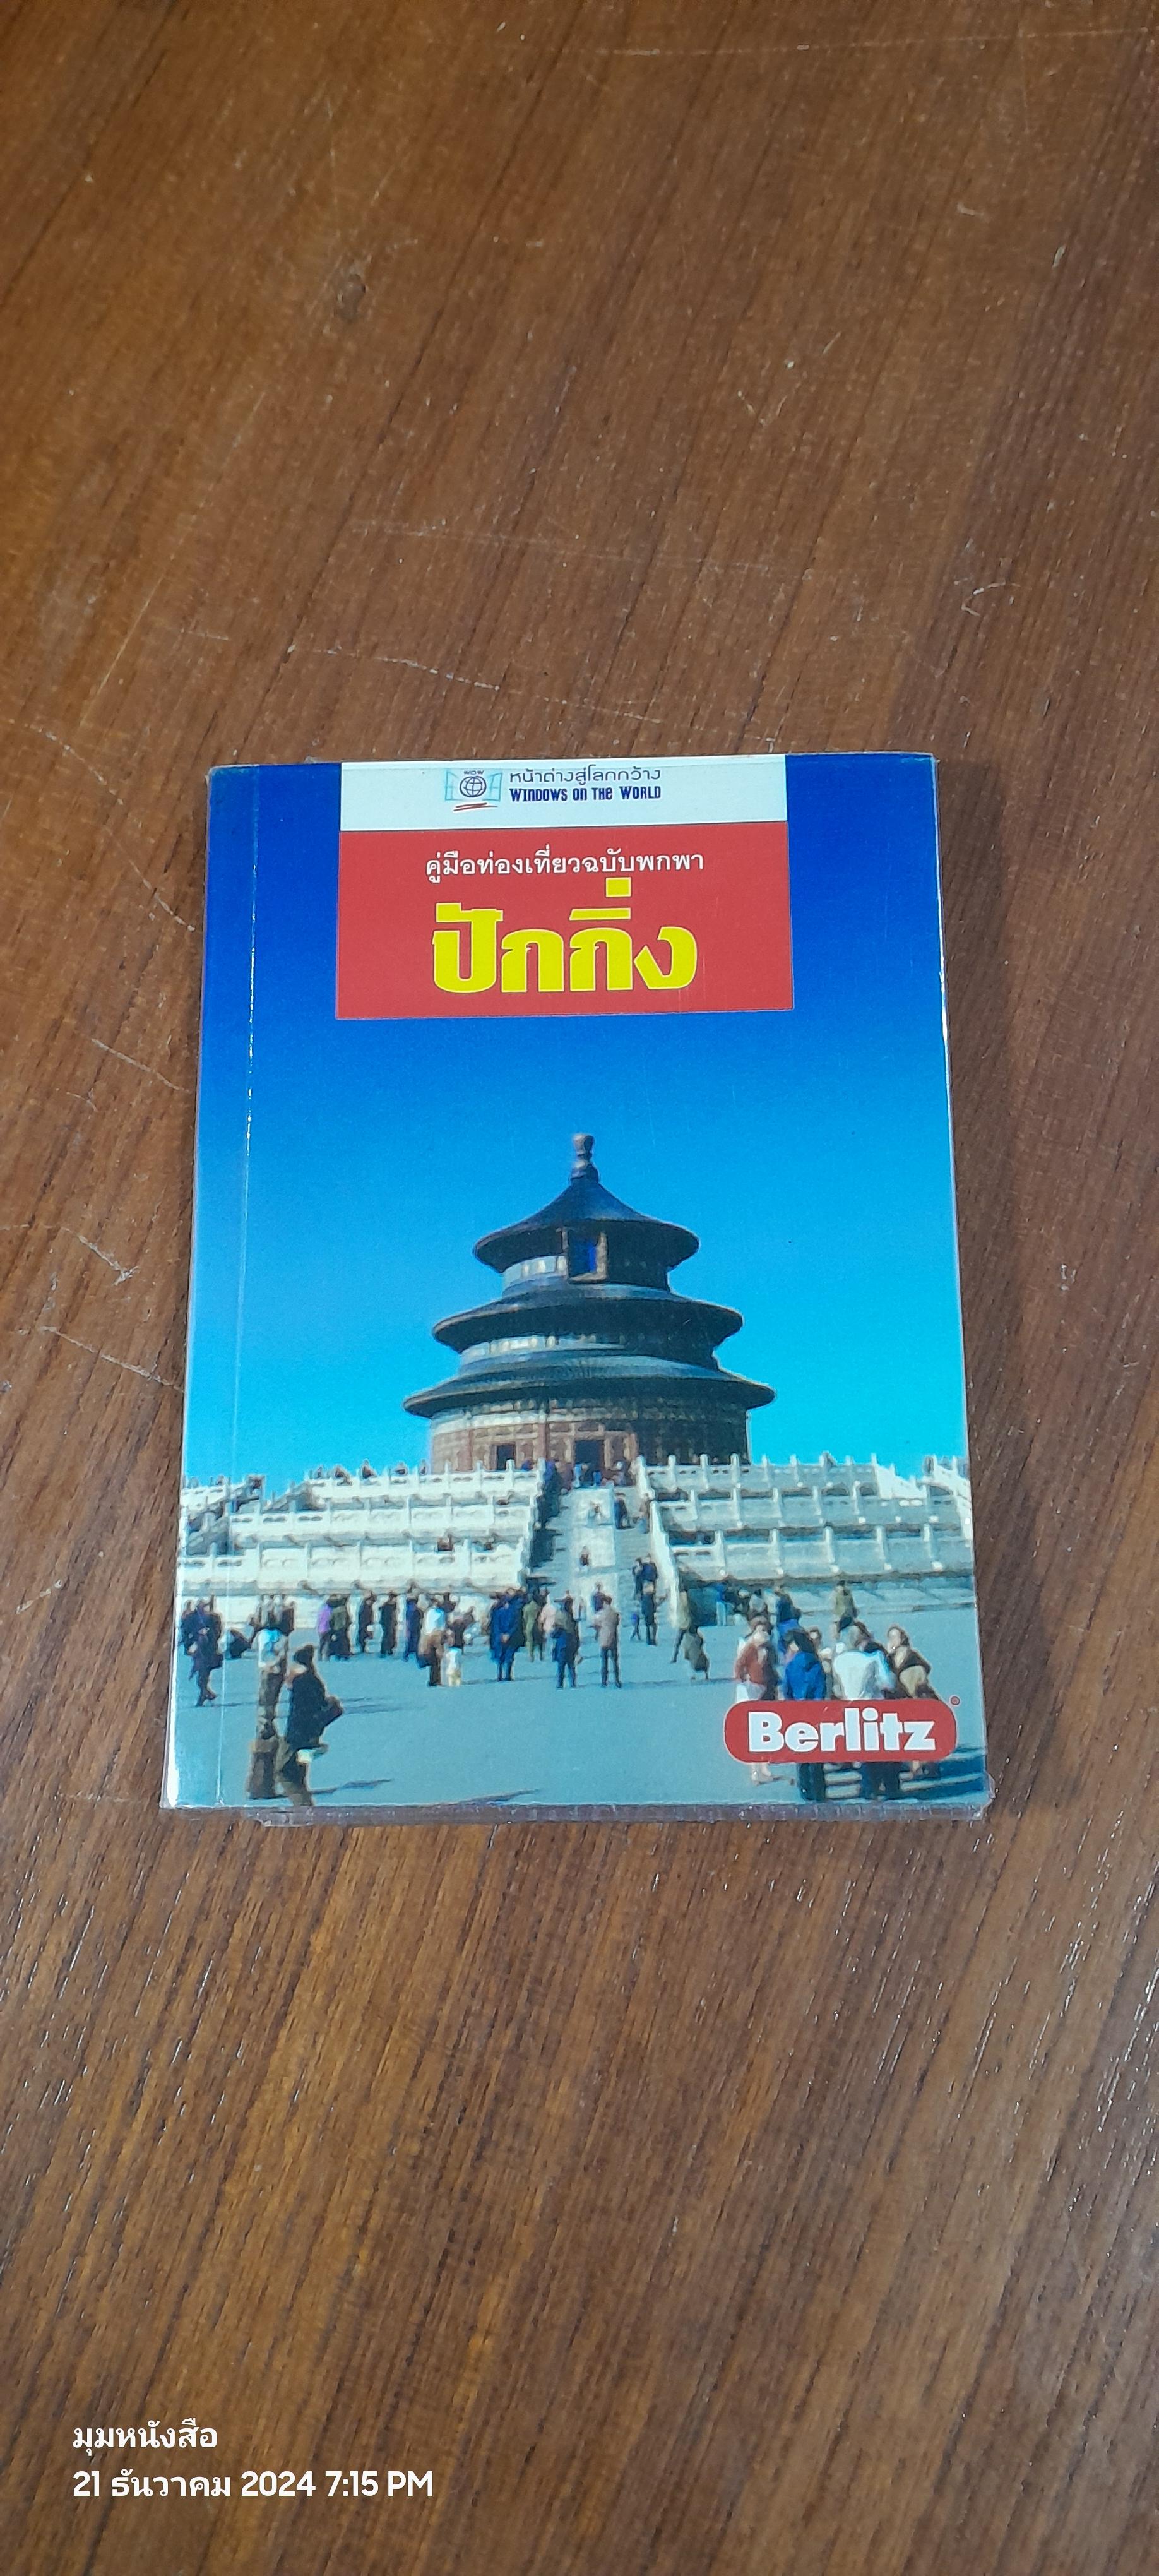 WOW
หน้าต่างสู่โลกกว้าง
WINDOWS ON THE WORLD
คู่มือท่องเที่ยวฉบับพกพา
ปักกิ่ง
Berlitz
มุมหนังสือ
21 ธันวาคม 2024 7:15 PM